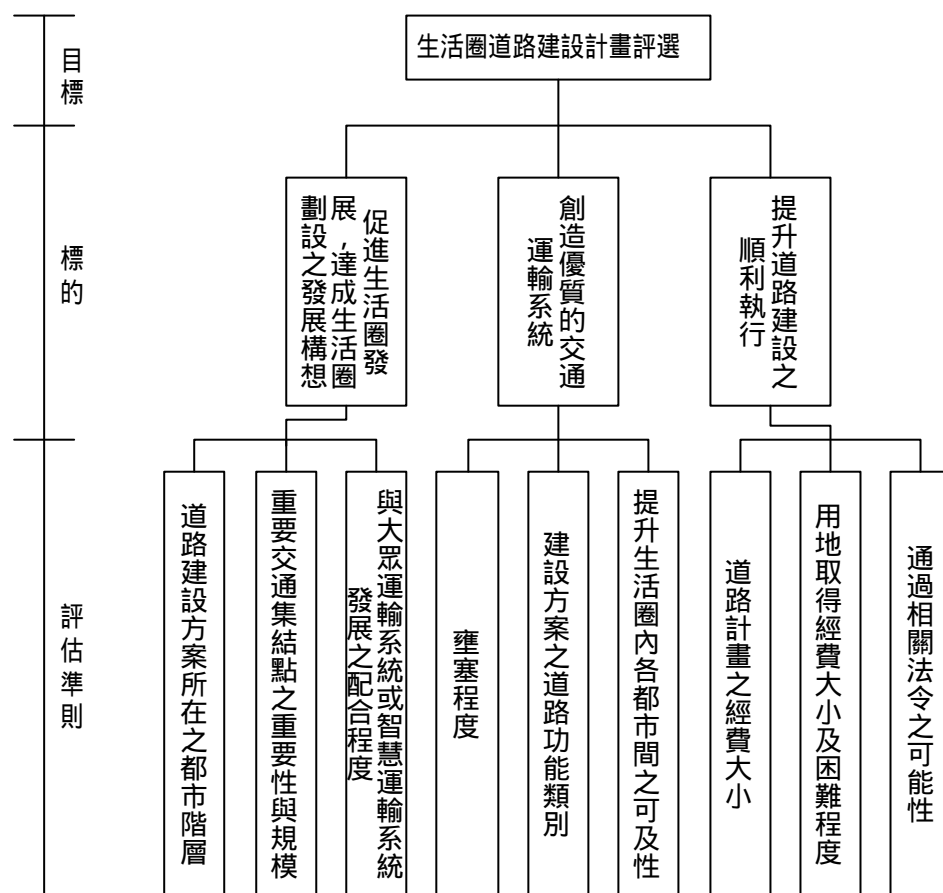 生活圈道路建設計畫評選
目標
標的
促進生活圈發
展，達成生活圈
劃設之發展構想
創造優質的交通
運輸系統
提升道路建設之
順利執行
評估準則
道路建設方案所在之都市階層
重要交通集結點之重要性與規模
與大眾運輸系統或智慧運輸系統
發展之配合程度
壅塞程度
建設方案之道路功能類別
提升生活圈內各都市間之可及性
道路計畫之經費大小
用地取得經費大小及困難程度
通過相關法令之可能性